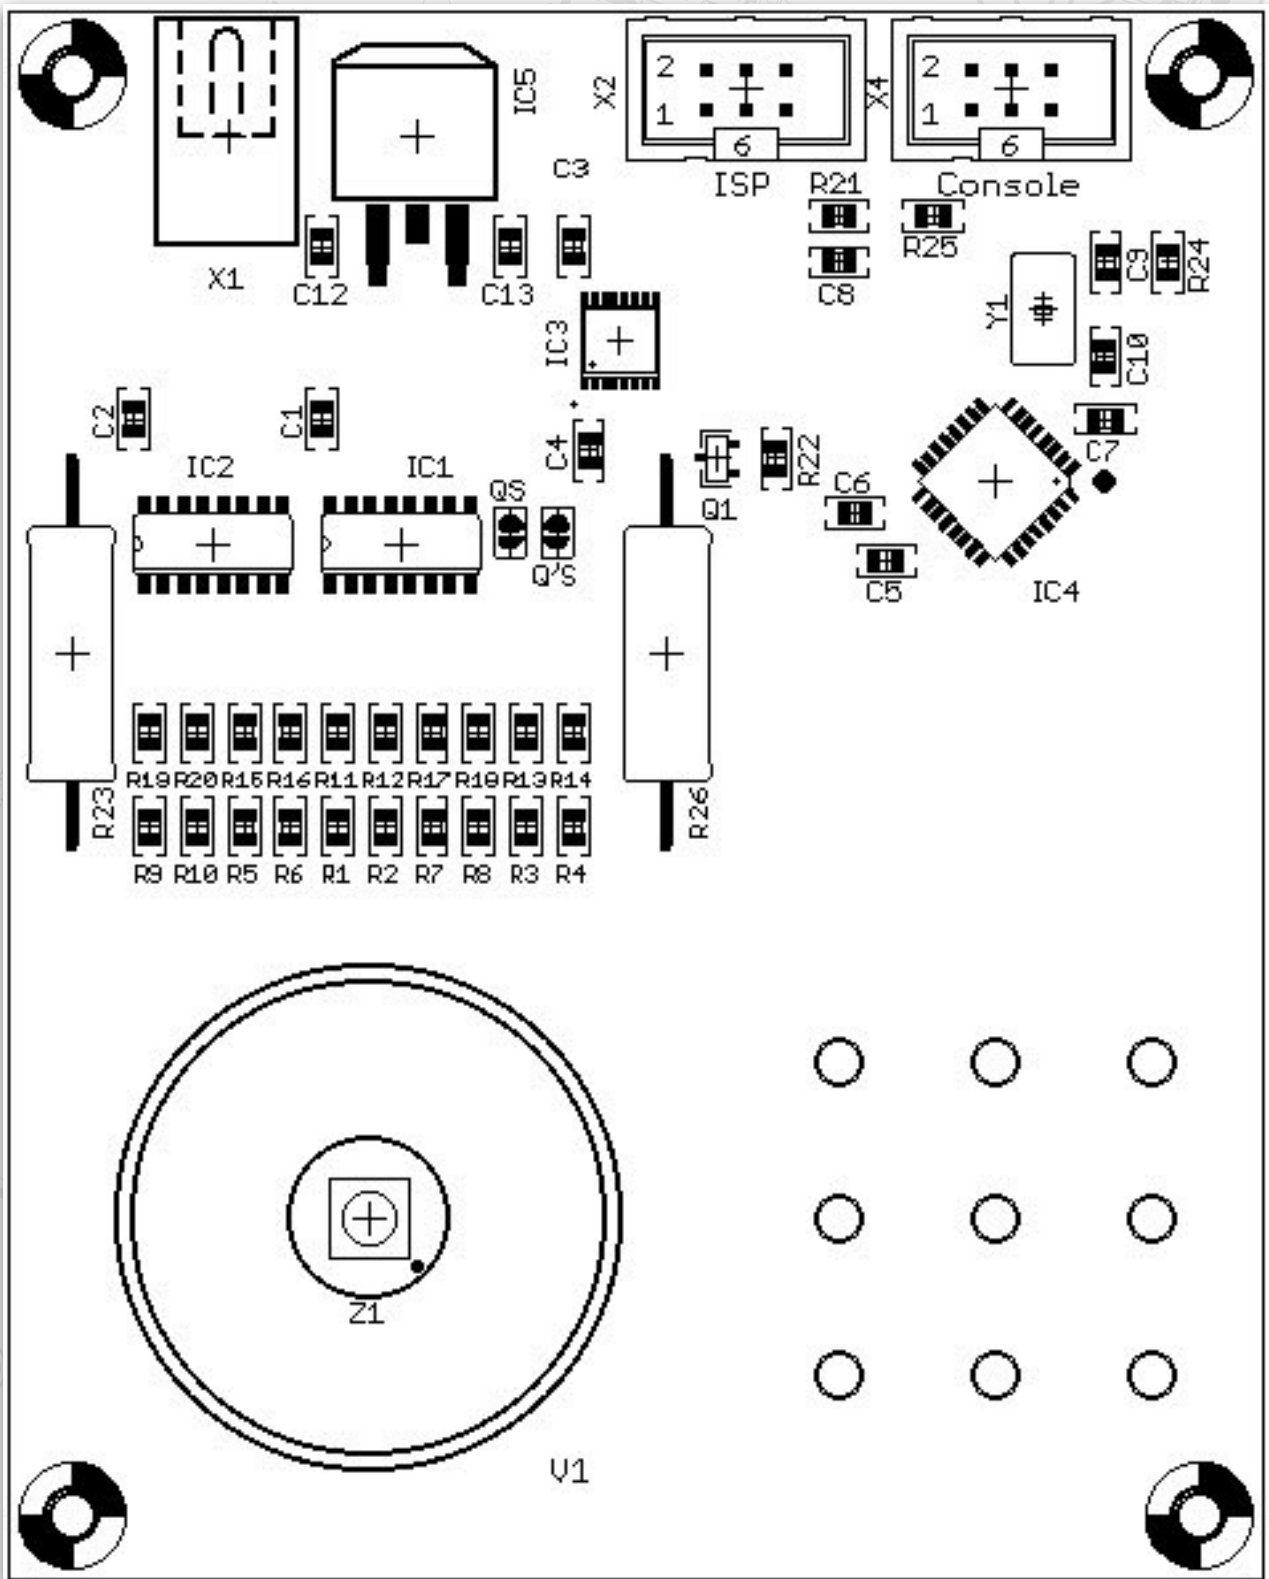 IC5
X2
2
1
6
ISP
X4
2
1
6
Console
C3
R21
R25
X1
C12
C13
C8
C9
R24
Y1
IC3
C10
C2
C1
C4
R22
C7
IC2
IC1
QS
Q1
C6
Q'S
C5
IC4
R19 R20 R15 R16 R11 R12 R17 R18 R13 R14
R23
R26
R9 R10 R5 R6 R1 R2 R7 R8 R3 R4
Z1
V1